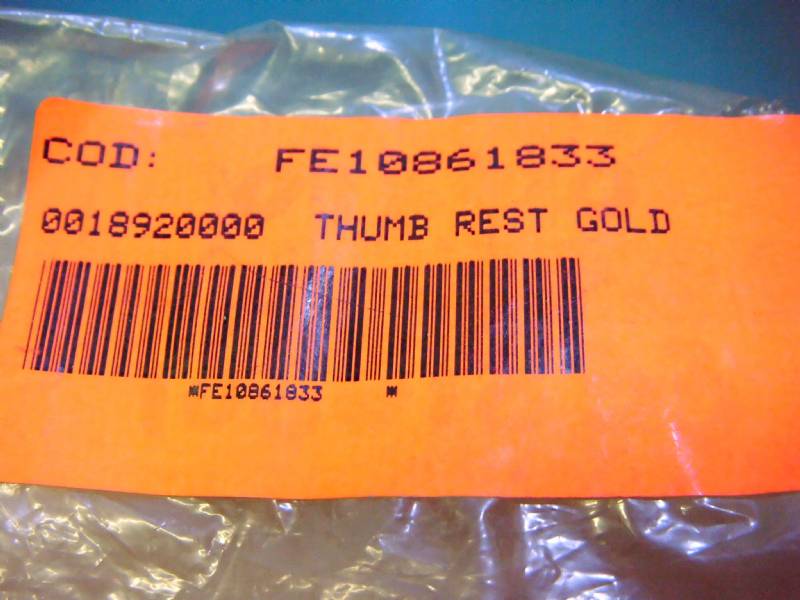 COD: FE10861833
0018920000 THUMB REST GOLD
*FE10861833 *